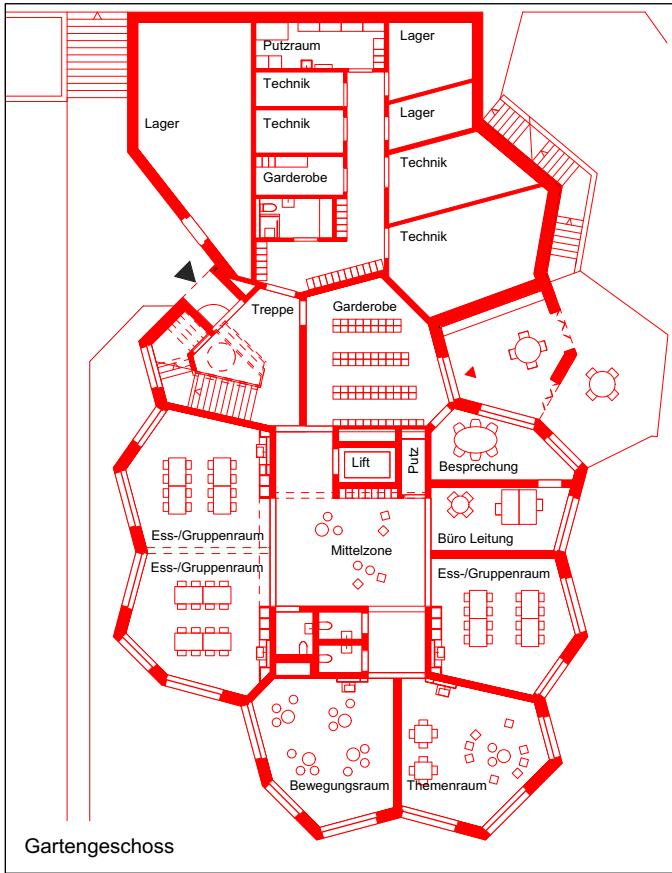 Putzraum
Lager
Technik
Lager
Technik
Lager
Technik
Garderobe
Technik
Treppe
Garderobe
Lift
Putz
Besprechung
Ess-/Gruppenraum
Büro Leitung
Mittelzone
Ess-/Gruppenraum
Ess-/Gruppenraum
Bewegungsraum
Themenraum
Gartengeschoss